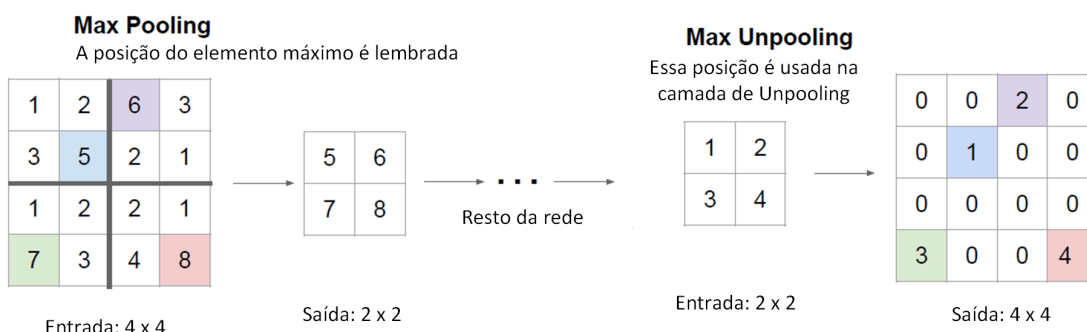 Max Pooling
A posição do elemento máximo é lembrada
1 2 6 3
3 5 2 1
1 2 2 1
7 3 4 8
Entrada: 4 x 4
5 6
7 8
Saída: 2 x 2
...
Resto da rede
Max Unpooling
Essa posição é usada na
camada de Unpooling
1 2
3 4
Entrada: 2 x 2
0 0 2 0
0 1 0 0
0 0 0 0
3 0 0 4
Saída: 4 x 4